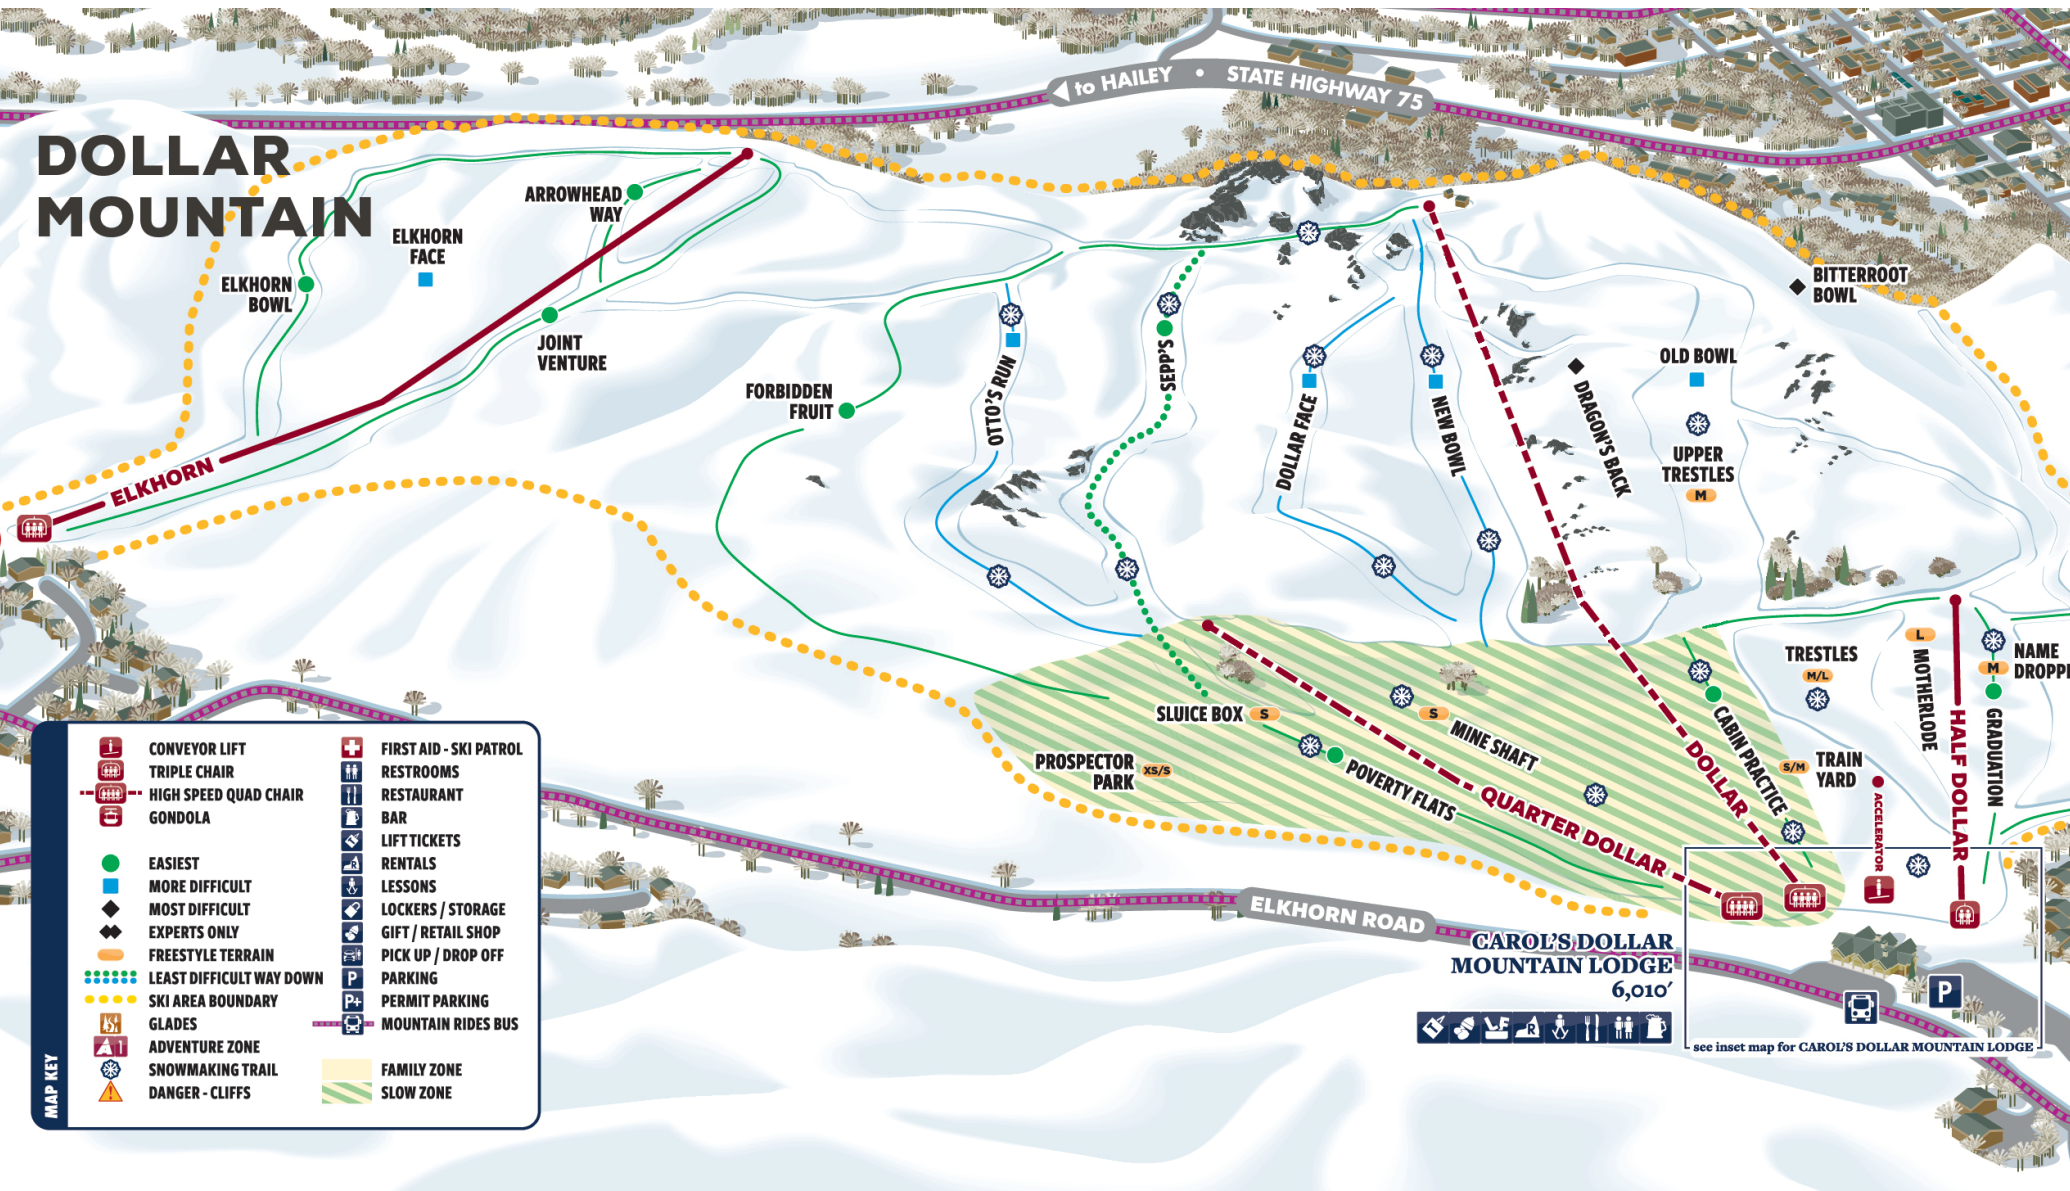 to HAILEY • STATE HIGHWAY 75
DOLLAR
MOUNTAIN
ARROWHEAD
WAY
ELKHORN
FACE
ELKHORN
BOWL
JOINT
VENTURE
ELKHORN
FORBIDDEN
FRUIT
OTTO'S RUN
SEPP'S
DOLLAR FACE
NEW BOWL
DRAGON'S BACK
BITTERROOT
BOWL
OLD BOWL
UPPER
TRESTLES
M
TRESTLES
M/L
L
MOTHERLODE
M
NAME
GRADUATION
HALF DOLLAR
TRAIN
YARD
S/M
ACCELERATOR
CABIN PRACTICE
DOLLAR
SLUICE BOX S
S
MINE SHAFT
PROSPECTOR
PARK
XS/S
POVERTY FLATS
QUARTER DOLLAR
ELKHORN ROAD
CAROL'S DOLLAR
MOUNTAIN LODGE
6,010′
R
P
see inset map for CAROL'S DOLLAR MOUNTAIN LODGE
MAP KEY
CONVEYOR LIFT
TRIPLE CHAIR
HIGH SPEED QUAD CHAIR
GONDOLA
EASIEST
MORE DIFFICULT
MOST DIFFICULT
EXPERTS ONLY
FREESTYLE TERRAIN
LEAST DIFFICULT WAY DOWN
SKI AREA BOUNDARY
GLADES
1 ADVENTURE ZONE
SNOWMAKING TRAIL
! DANGER - CLIFFS
FIRST AID - SKI PATROL
RESTROOMS
RESTAURANT
BAR
LIFT TICKETS
R RENTALS
LESSONS
LOCKERS / STORAGE
GIFT / RETAIL SHOP
PICK UP / DROP OFF
P PARKING
P+ PERMIT PARKING
MOUNTAIN RIDES BUS
FAMILY ZONE
SLOW ZONE